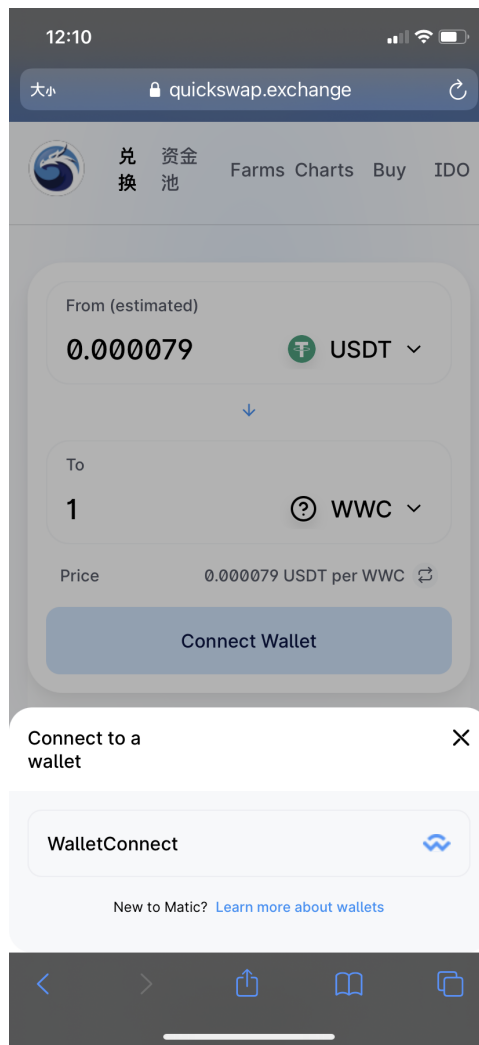 12:10
大小 quickswap.exchange
兑换 资金池 Farms Charts Buy IDO
From (estimated)
0.000079 USDT
To
1 WWC
Price 0.000079 USDT per WWC
Connect Wallet
Connect to a
wallet
WalletConnect
New to Matic? Learn more about wallets